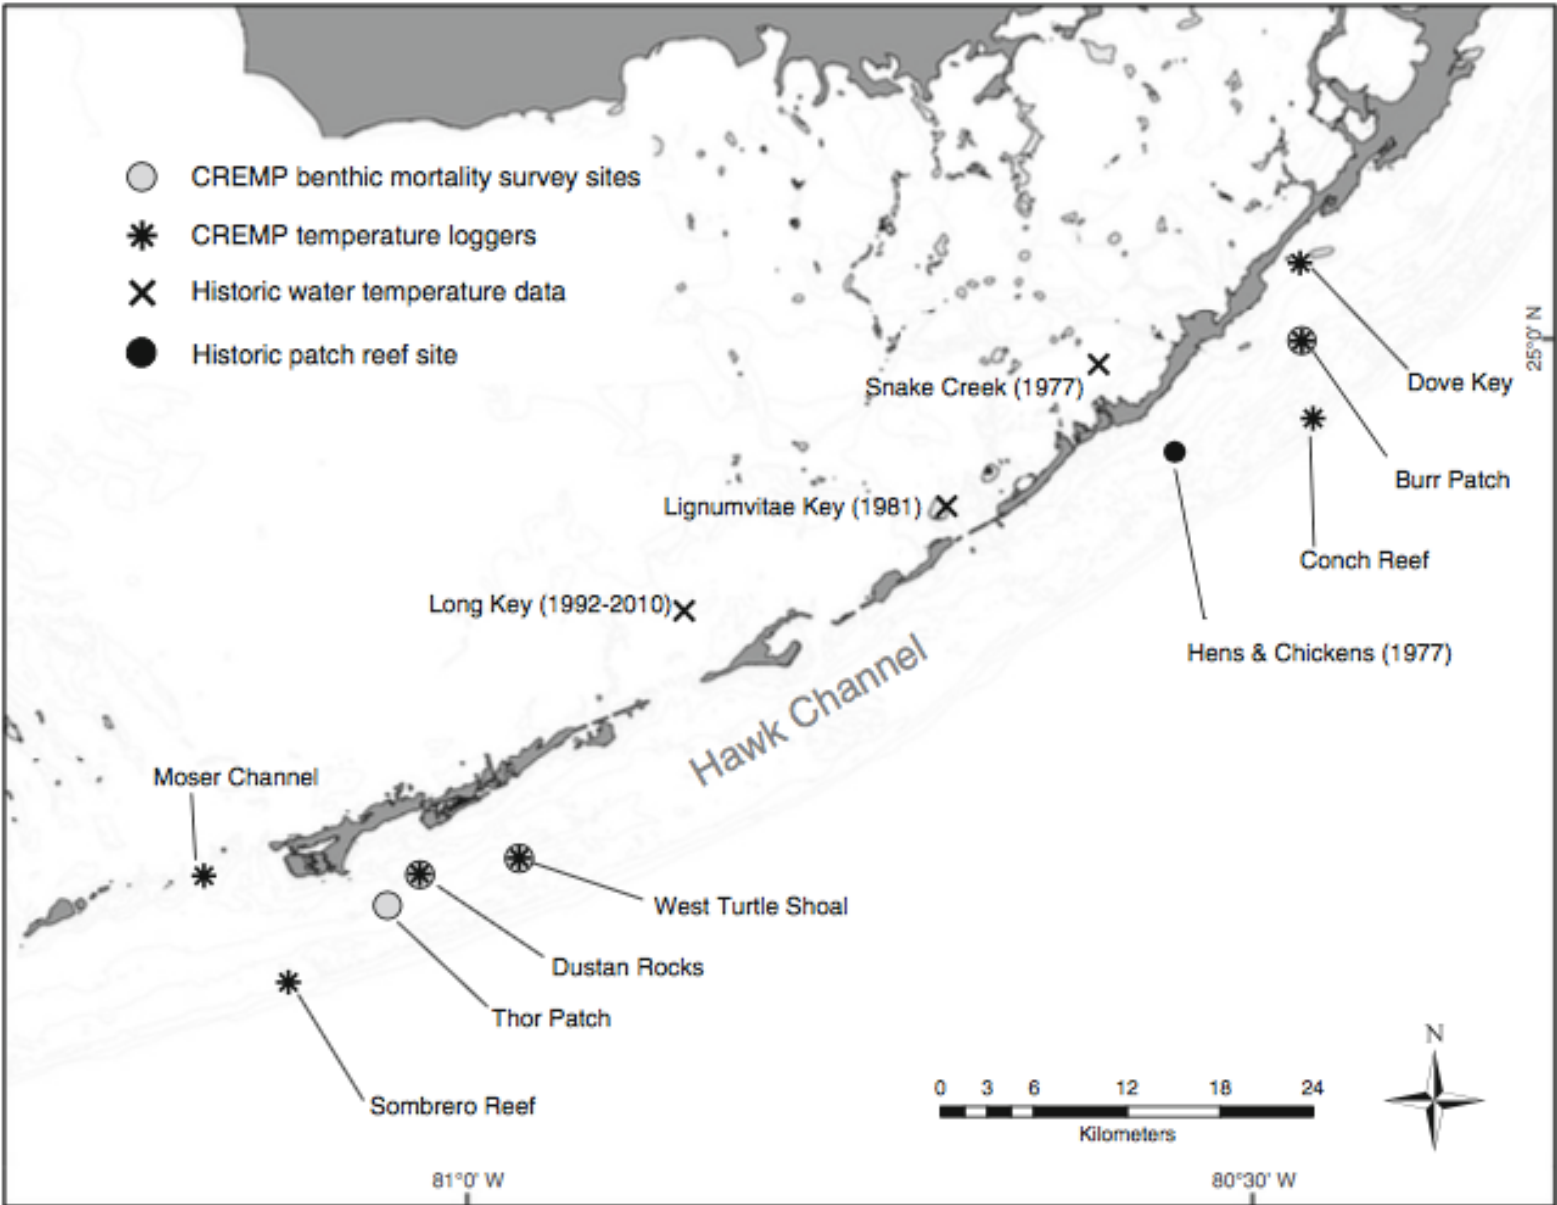 CREMP benthic mortality survey sites
CREMP temperature loggers
Historic water temperature data
Historic patch reef site
25°0' N
Dove Key
Snake Creek (1977)
Burr Patch
Lignumvitae Key (1981)
Conch Reef
Long Key (1992-2010)
Hens & Chickens (1977)
Hawk Channel
Moser Channel
West Turtle Shoal
Dustan Rocks
Thor Patch
Sombrero Reef
N
0 3 6 12 18 24
Kilometers
81°0' W
80°30' W